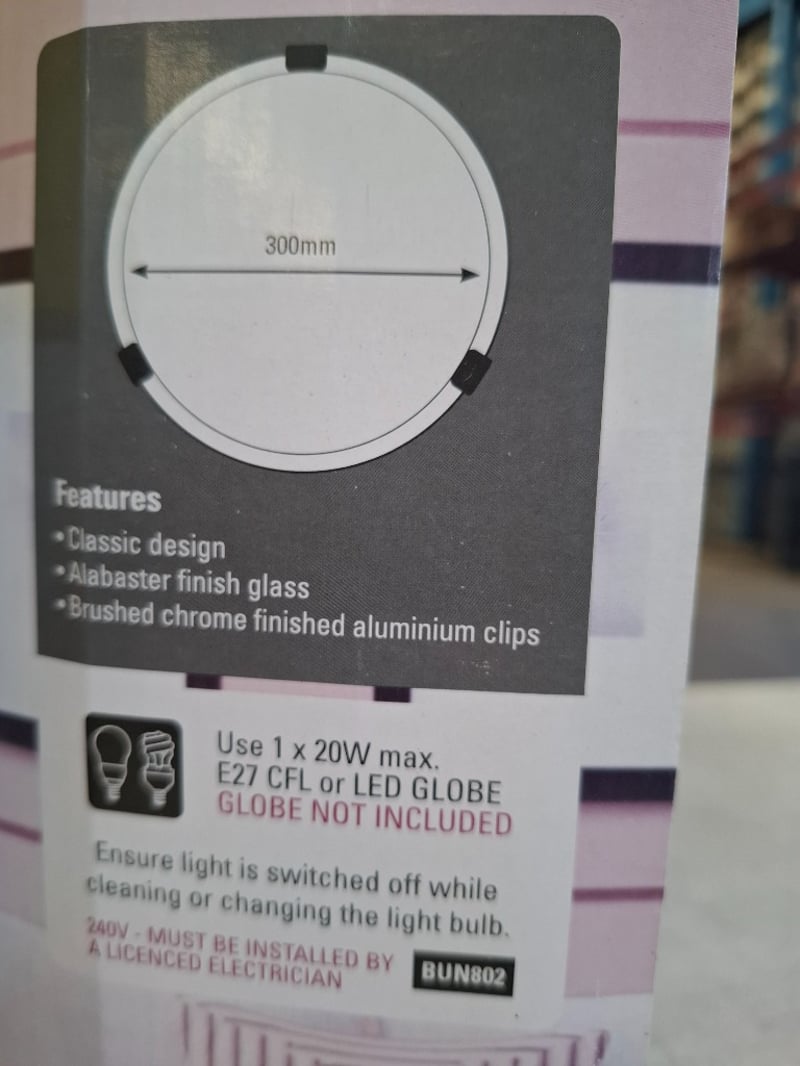 300mm
Features
•Classic design
•Alabaster finish glass
•Brushed chrome finished aluminium clips
Use 1 x 20W max.
E27 CFL or LED GLOBE
GLOBE NOT INCLUDED
Ensure light is switched off while
cleaning or changing the light bulb.
240V - MUST BE INSTALLED BY
A LICENCED ELECTRICIAN
BUN802